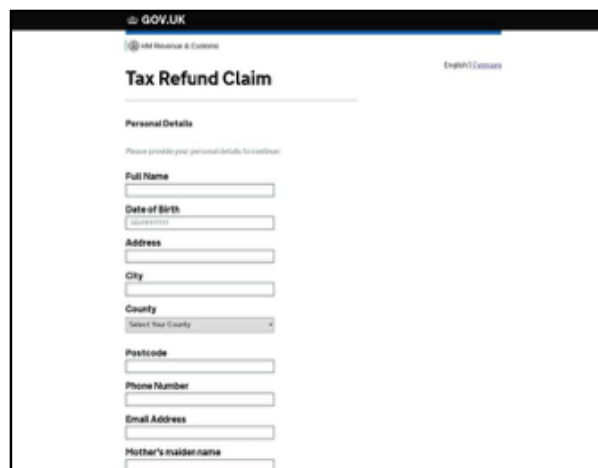 GOV.UK
HM Revenue & Customs
English | Cymraeg
Tax Refund Claim
Personal Details
Please provide your personal details to continue:
Full Name
Date of Birth
Address
City
County
Select Your County
Postcode
Phone Number
Email Address
Mother's maiden name